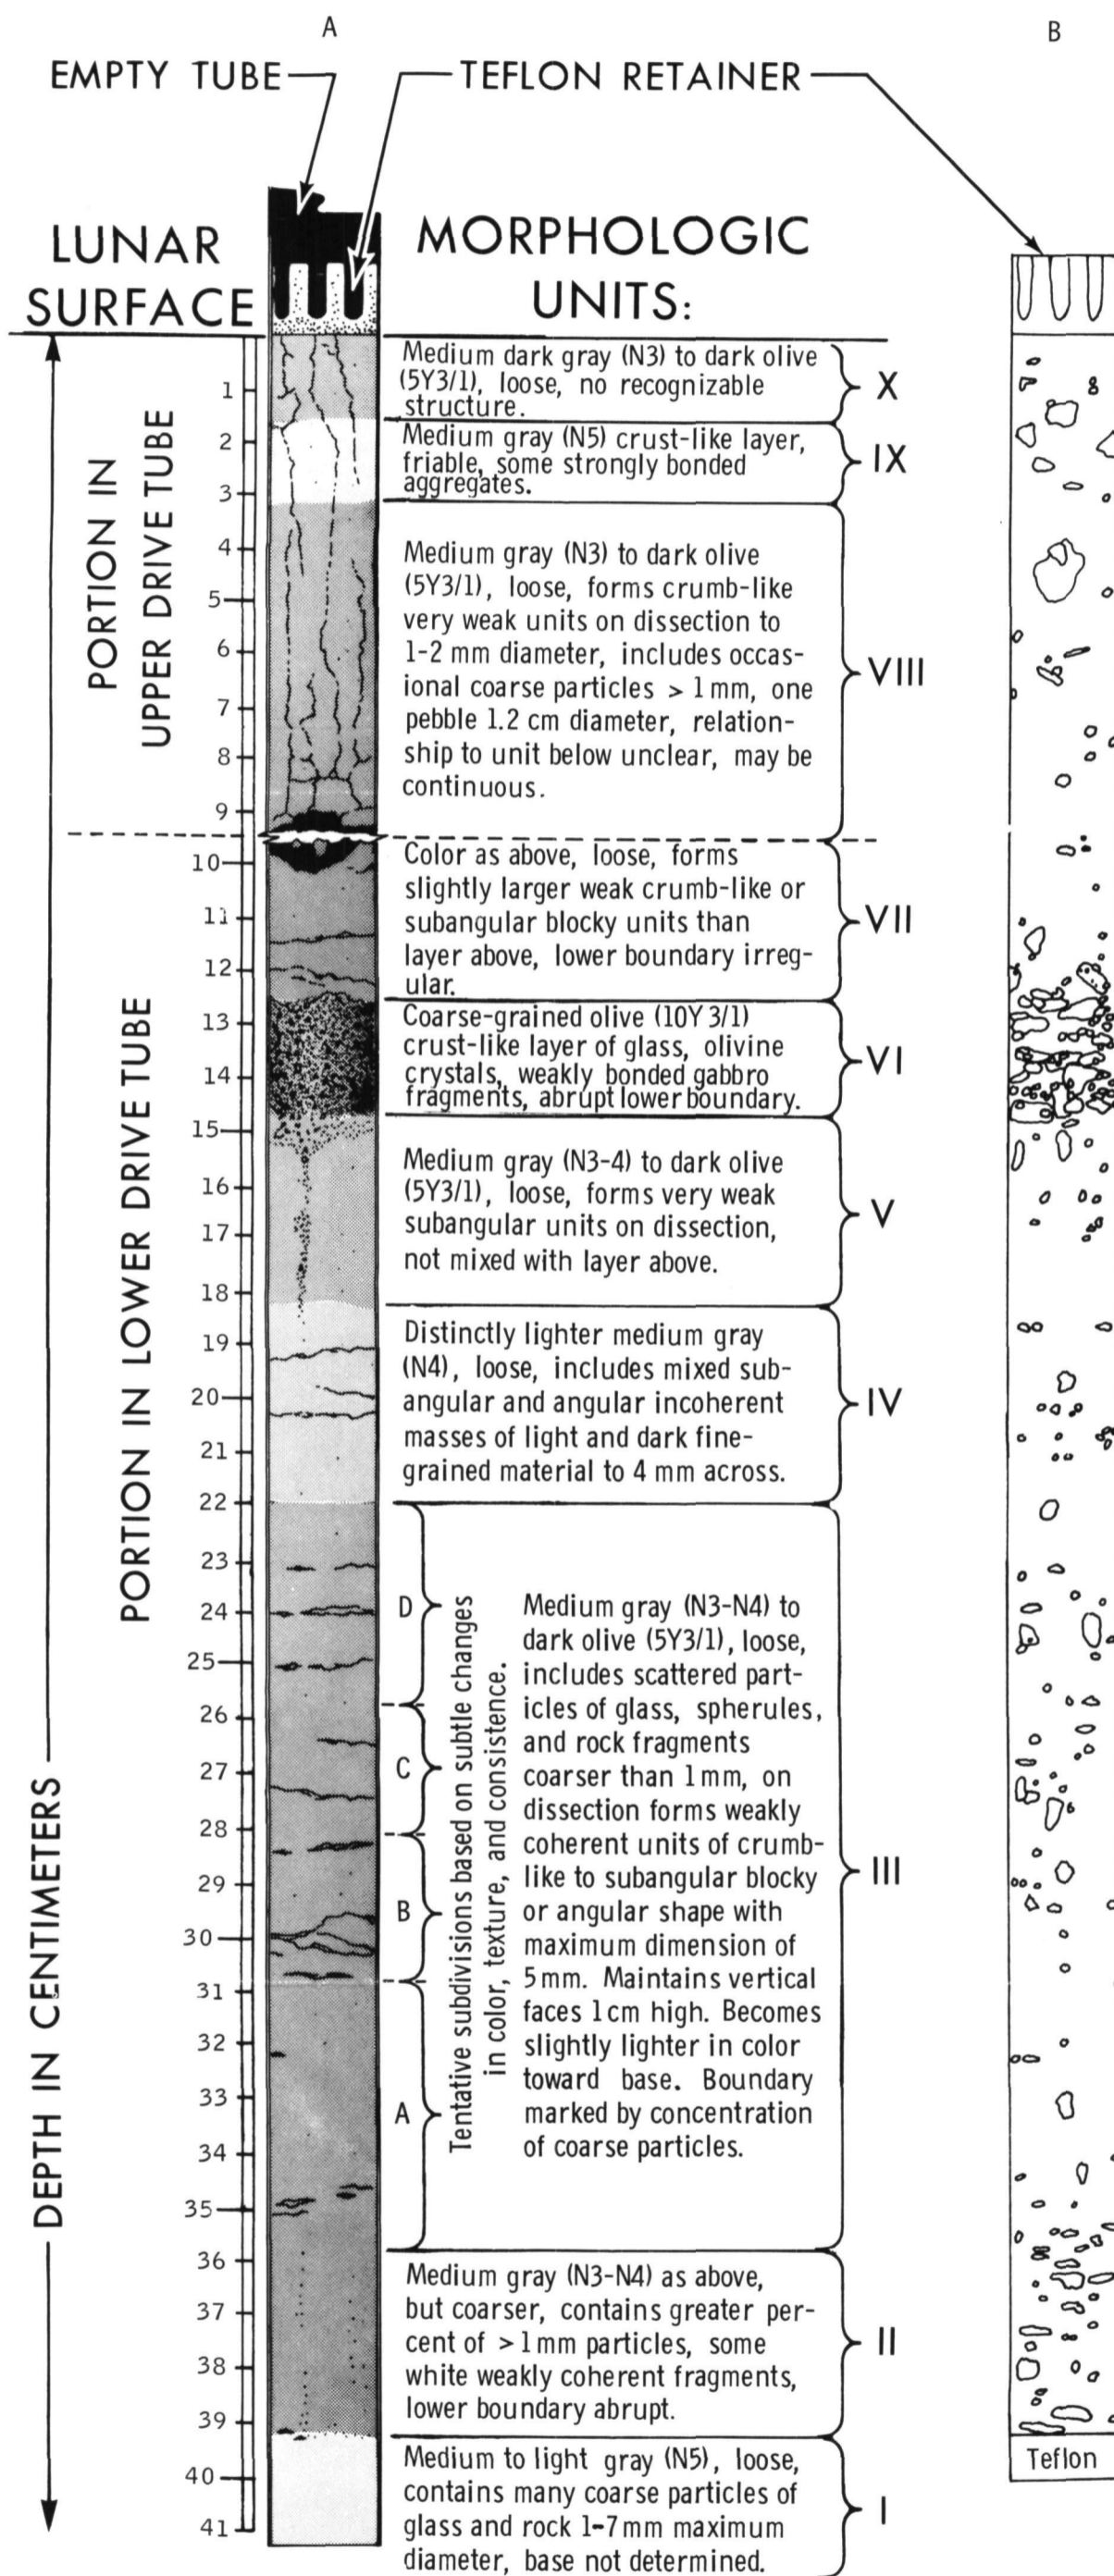 A
B
EMPTY TUBE
TEFLON RETAINER
LUNAR
SURFACE
MORPHOLOGIC
UNITS:
DEPTH IN CENTIMETERS
PORTION IN
UPPER DRIVE TUBE
PORTION IN LOWER DRIVE TUBE
1
2
3
4
5
6
7
8
9
10
11
12
13
14
15
16
17
18
19
20
21
22
23
24
25
26
27
28
29
30
31
32
33
34
35
36
37
38
39
40
41
Medium dark gray (N3) to dark olive
(5Y3/1), loose, no recognizable
structure.
X
Medium gray (N5) crust-like layer,
friable, some strongly bonded
aggregates.
IX
Medium gray (N3) to dark olive
(5Y3/1), loose, forms crumb-like
very weak units on dissection to
1-2 mm diameter, includes occas-
ional coarse particles > 1mm, one
pebble 1.2 cm diameter, relation-
ship to unit below unclear, may be
continuous.
VIII
Color as above, loose, forms
slightly larger weak crumb-like or
subangular blocky units than
layer above, lower boundary irreg-
ular.
VII
Coarse-grained olive (10Y 3/1)
crust-like layer of glass, olivine
crystals, weakly bonded gabbro
fragments, abrupt lower boundary.
VI
Medium gray (N3-4) to dark olive
(5Y3/1), loose, forms very weak
subangular units on dissection,
not mixed with layer above.
V
Distinctly lighter medium gray
(N4), loose, includes mixed sub-
angular and angular incoherent
masses of light and dark fine-
grained material to 4 mm across.
IV
D
C
B
A
Tentative subdivisions based on subtle changes
in color, texture, and consistence.
Medium gray (N3-N4) to
dark olive (5Y3/1), loose,
includes scattered part-
icles of glass, spherules,
and rock fragments
coarser than 1mm, on
dissection forms weakly
coherent units of crumb-
like to subangular blocky
or angular shape with
maximum dimension of
5mm. Maintains vertical
faces 1cm high. Becomes
slightly lighter in color
toward base. Boundary
marked by concentration
of coarse particles.
III
Medium gray (N3-N4) as above,
but coarser, contains greater per-
cent of > 1mm particles, some
white weakly coherent fragments,
lower boundary abrupt.
II
Medium to light gray (N5), loose,
contains many coarse particles of
glass and rock 1-7mm maximum
diameter, base not determined.
I
Teflon